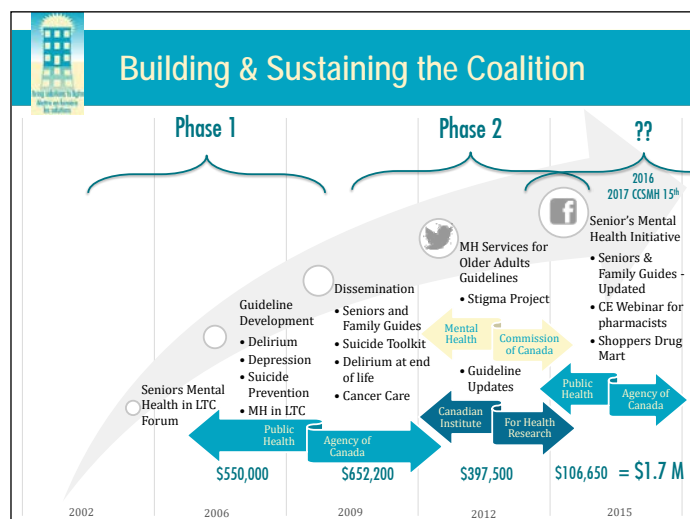 Building & Sustaining the Coalition
Phase 1
Phase 2
??
2016
2017 CCSMH 15th
Senior's Mental
Health Initiative
• Seniors &
Family Guides -
Updated
• CE Webinar for
pharmacists
• Shoppers Drug
Mart
MH Services for
Older Adults
Guidelines
• Stigma Project
Mental
Health
Commission
of Canada
• Guideline
Updates
Canadian
Institute
For Health
Research
Dissemination
• Seniors and
Family Guides
• Suicide Toolkit
• Delirium at end
of life
• Cancer Care
Guideline
Development
• Delirium
• Depression
• Suicide
Prevention
• MH in LTC
Seniors Mental
Health in LTC
Forum
Public
Health
Agency of
Canada
Public
Health
Agency of
Canada
$550,000
$652,200
$397,500
$106,650 = $1.7 M
2002
2006
2009
2012
2015